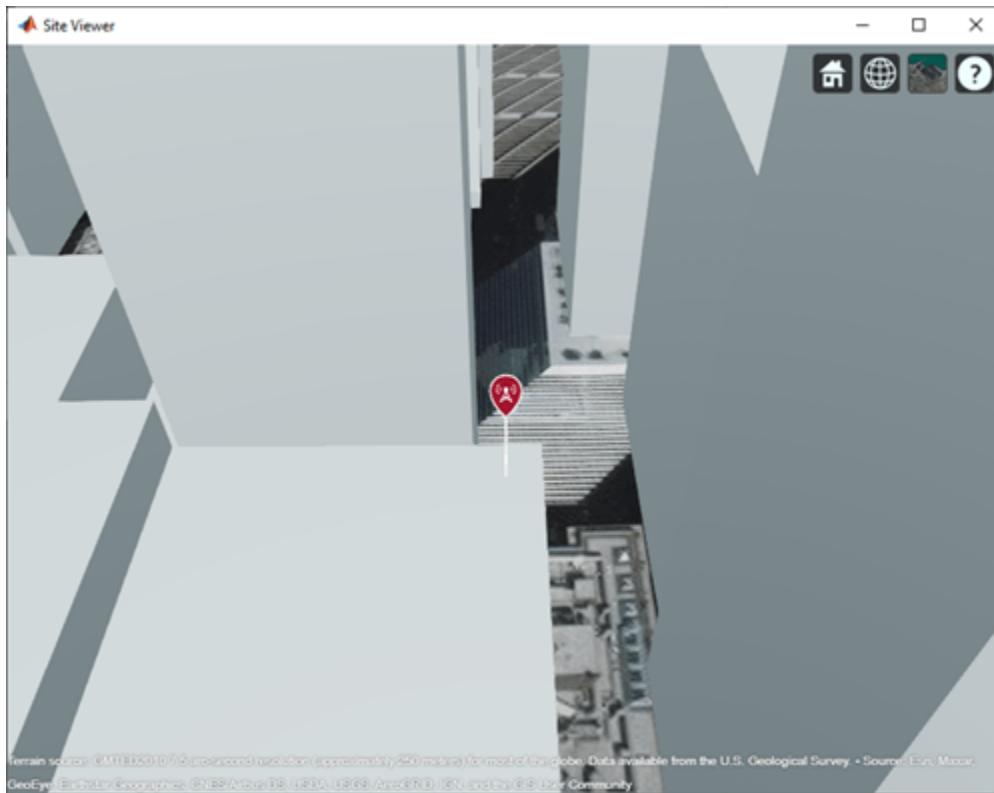 Site Viewer
?
Terrain source: GMTED2010 7.5 arc-second resolution (approximately 250 meters) for most of the globe. Data available from the U.S. Geological Survey. • Source: Esri, Maxar,
GeoEye, Earthstar Geographics, CNES/Airbus DS, USDA, USGS, AeroGRID, IGN, and the GIS User Community